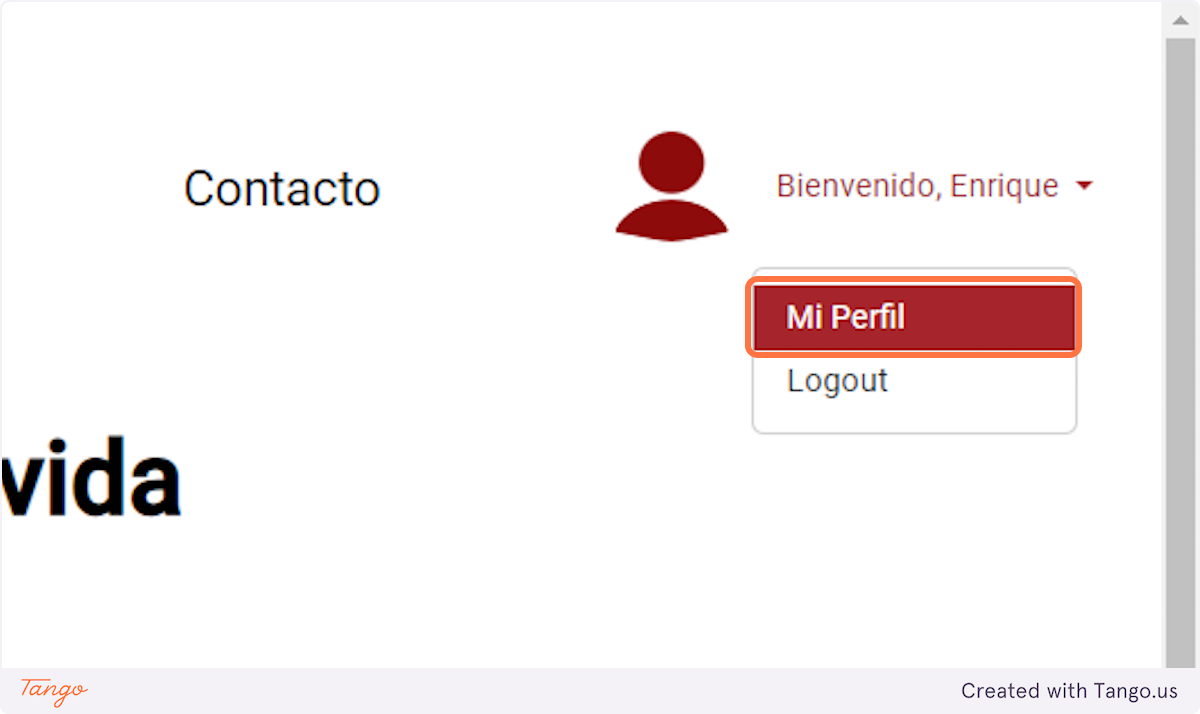 Contacto
Bienvenido, Enrique
Mi Perfil
Logout
vida
Tango
Created with Tango.us